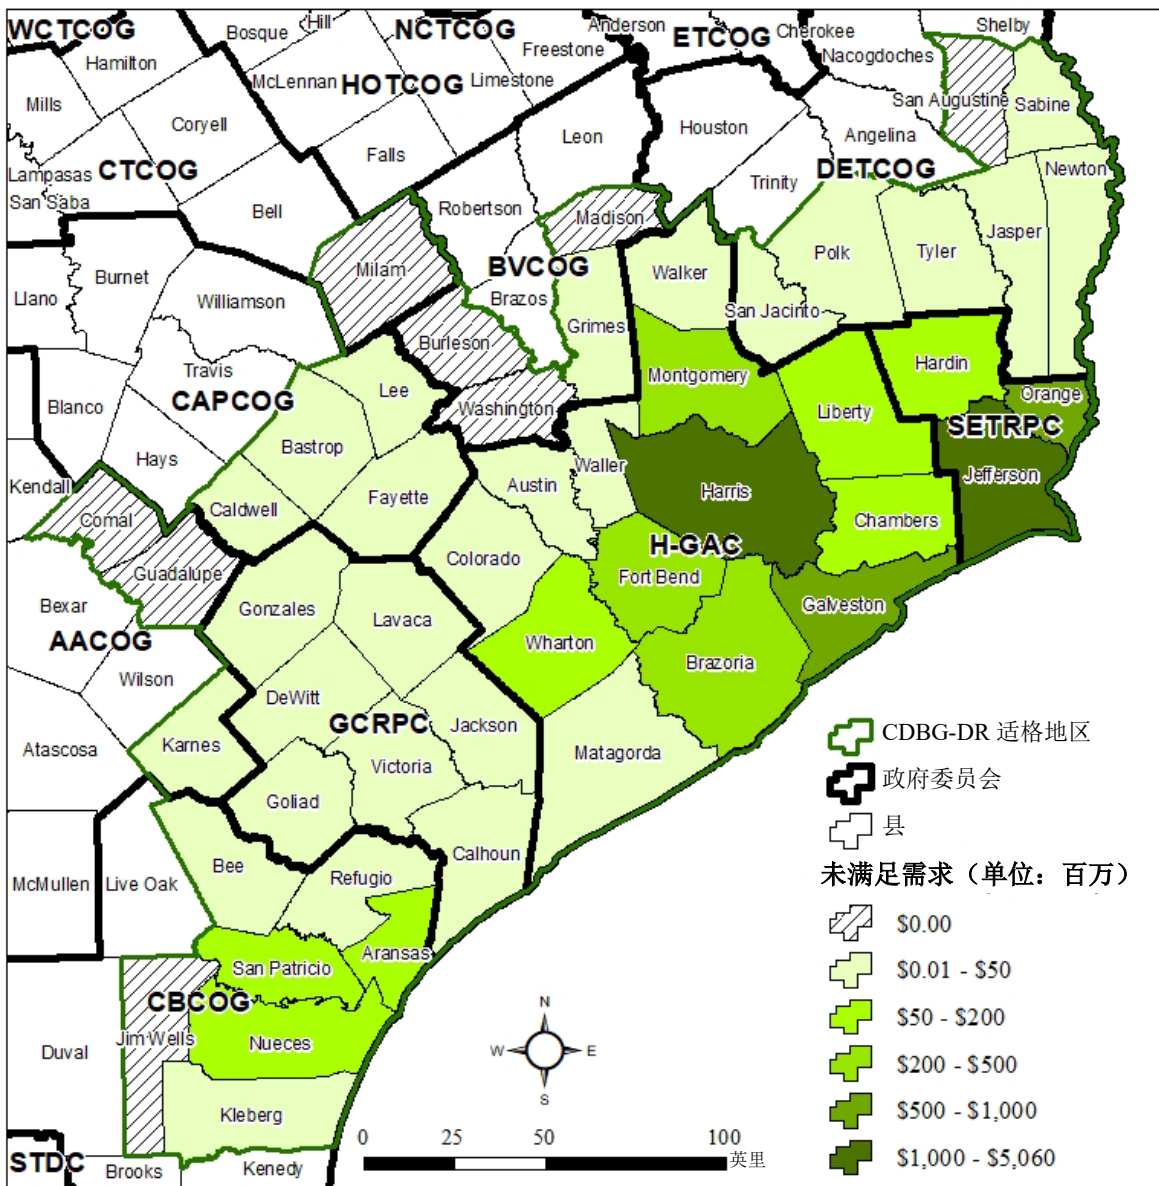 WCTCOG
Bosque
Hill
NCTCOG
Anderson
ETCOG
Cherokee
Shelby
Hamilton
McLennan
HOTCOG
Limestone
Freestone
Nacogdoches
Mills
Coryell
Leon
Houston
Angelina
San Augustine
Sabine
Lampasas
CTCOG
Falls
Trinity
DETCOG
Newton
San Saba
Bell
Robertson
Madison
Jasper
Burnet
Milam
BVCOG
Walker
Polk
Tyler
Llano
Williamson
Brazos
Grimes
San Jacinto
Travis
Burleson
Montgomery
Hardin
Blanco
CAPCOG
Lee
Washington
Liberty
Orange
SETRPC
Hays
Bastrop
Waller
Harris
Jefferson
Kendall
Comal
Caldwell
Fayette
Austin
Chambers
Guadalupe
Colorado
H-GAC
Fort Bend
Galveston
Bexar
AACOG
Gonzales
Lavaca
Wharton
Brazoria
Wilson
DeWitt
GCRPC
Jackson
Atascosa
Karnes
Victoria
Matagorda
Goliad
McMullen
Live Oak
Bee
Refugio
Calhoun
San Patricio
Aransas
CBCOG
Duval
Jim Wells
Nueces
Kleberg
STDC
Brooks
Kenedy
N
W
E
S
0
25
50
100
英里
CDBG-DR 适格地区
政府委员会
县
未满足需求（单位：百万）
$0.00
$0.01 - $50
$50 - $200
$200 - $500
$500 - $1,000
$1,000 - $5,060